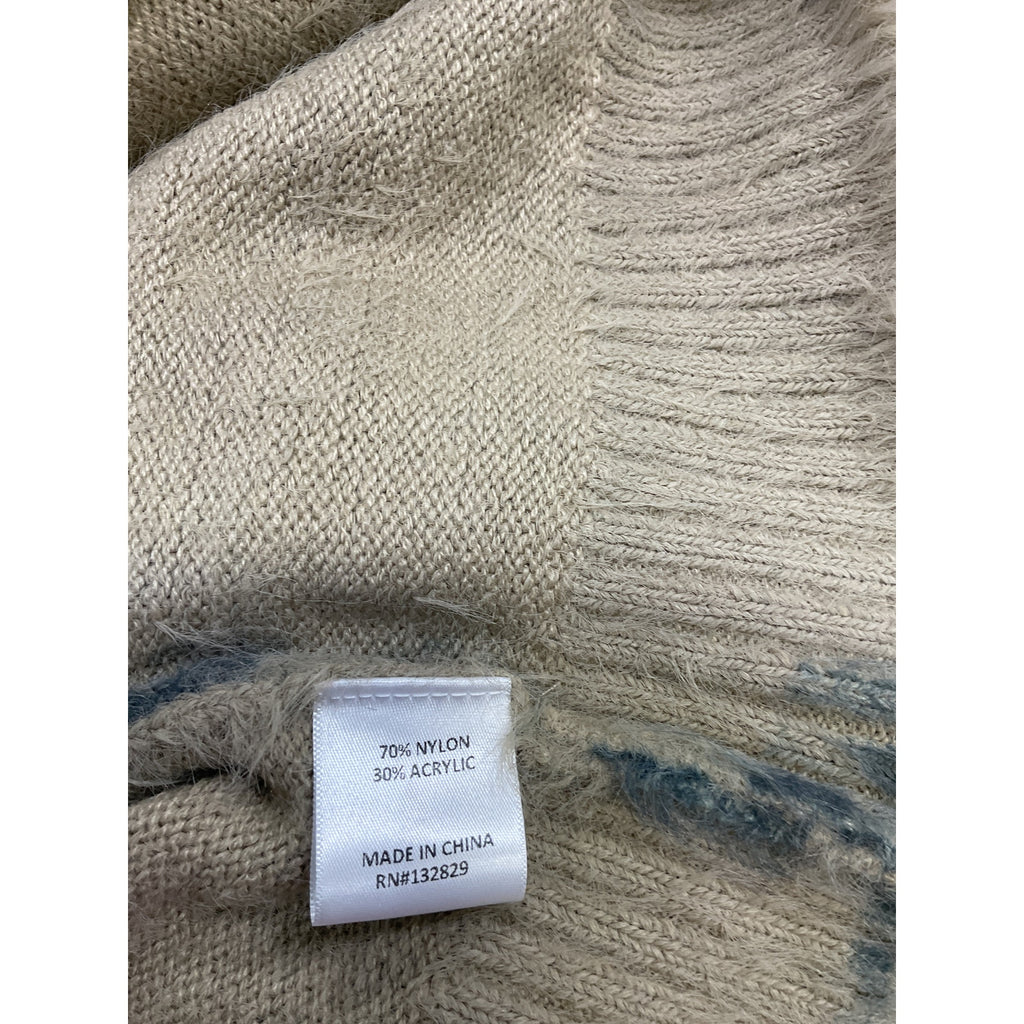 70% NYLON
30% ACRYLIC
MADE IN CHINA
RN#132829